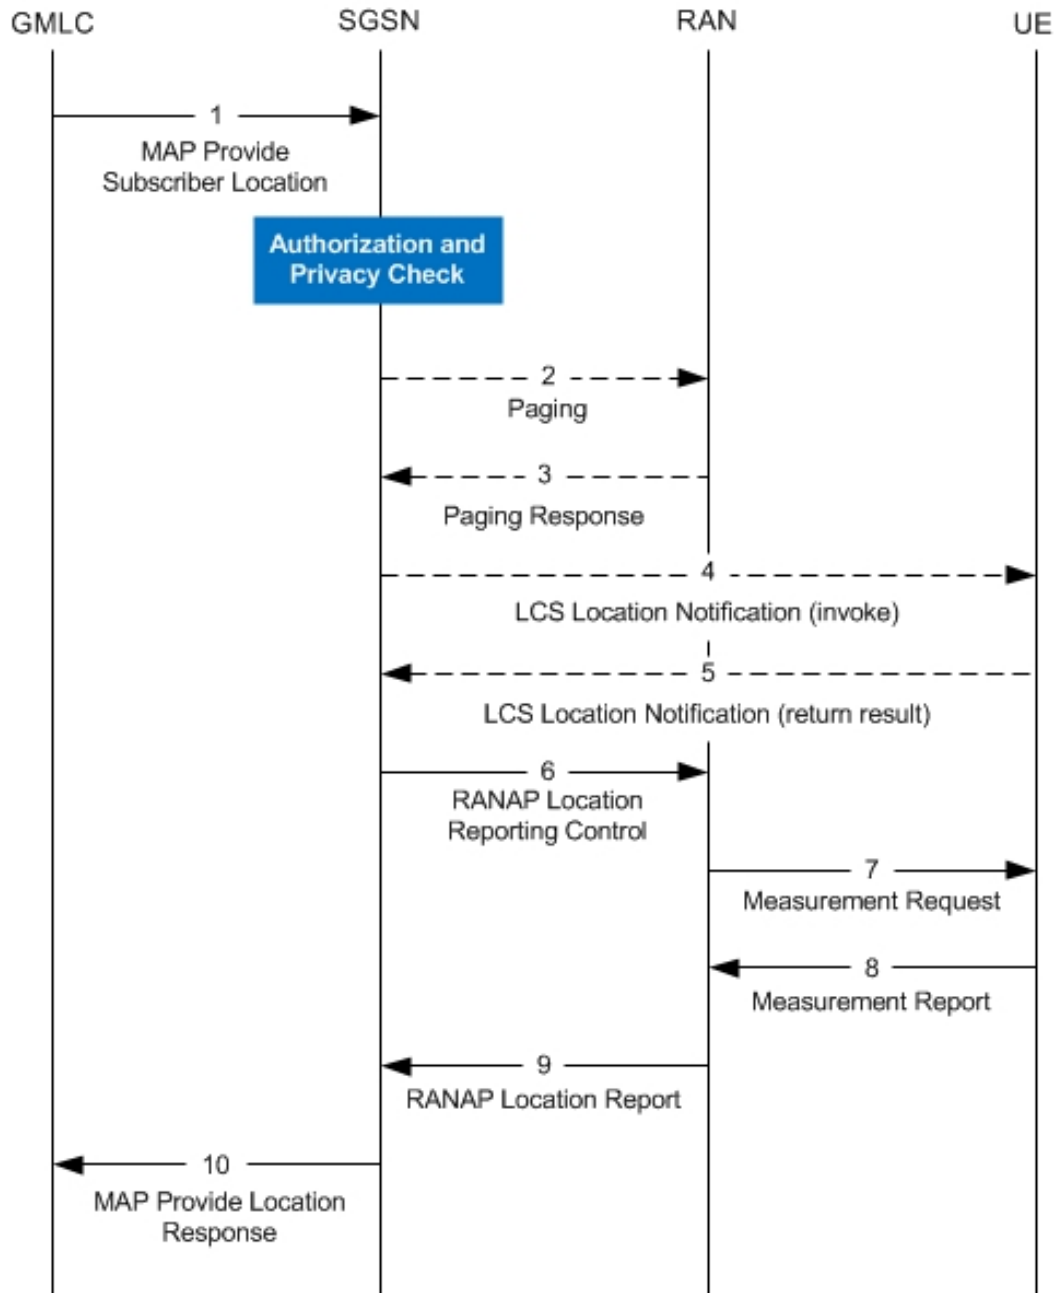 GMLC
SGSN
RAN
UE
1
MAP Provide
Subscriber Location
Authorization and
Privacy Check
2
Paging
3
Paging Response
4
LCS Location Notification (invoke)
5
LCS Location Notification (return result)
6
RANAP Location
Reporting Control
7
Measurement Request
8
Measurement Report
9
RANAP Location Report
10
MAP Provide Location
Response